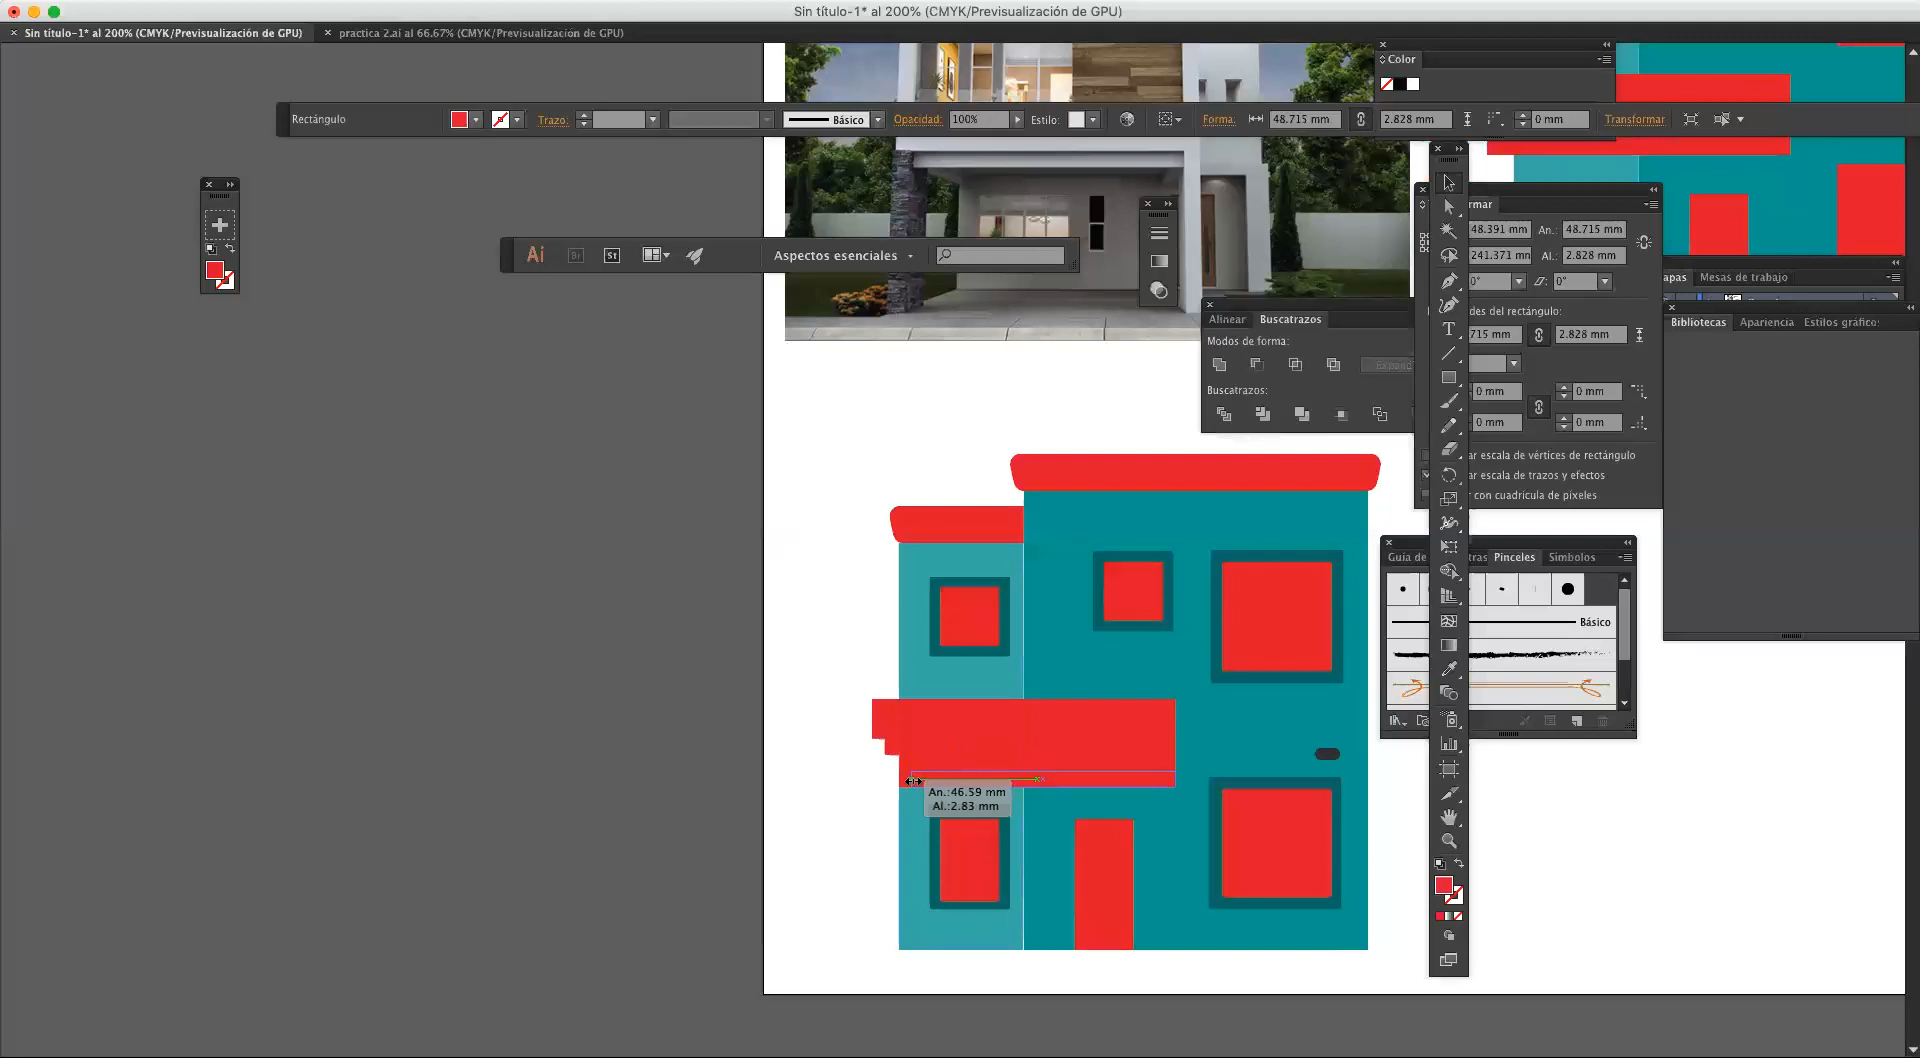 Sin título-1* al 200% (CMYK/Previsualización de GPU)
Sin título-1* al 200% (CMYK/Previsualización de GPU)
practica 2.ai al 66.67% (CMYK/Previsualización de GPU)
Color
Rectángulo
Trazo:
Básico
Opacidad:
100%
Estilo:
Forma:
48.715 mm
2.828 mm
0 mm
Transformar
rmar
48.391 mm
An.:
48.715 mm
241.371 mm
Al.:
2.828 mm
0°
0°
des del rectángulo:
715 mm
2.828 mm
0 mm
0 mm
0 mm
0 mm
ar escala de vértices de rectángulo
ar escala de trazos y efectos
r con cuadrícula de píxeles
Ai
Br
St
Aspectos esenciales
apas
Mesas de trabajo
Bibliotecas
Apariencia
Estilos gráfico:
Alinear
Buscatrazos
Modos de forma:
Expand
Buscatrazos:
Guía de
tras
Pinceles
Símbolos
Básico
An.:46.59 mm
Al.:2.83 mm